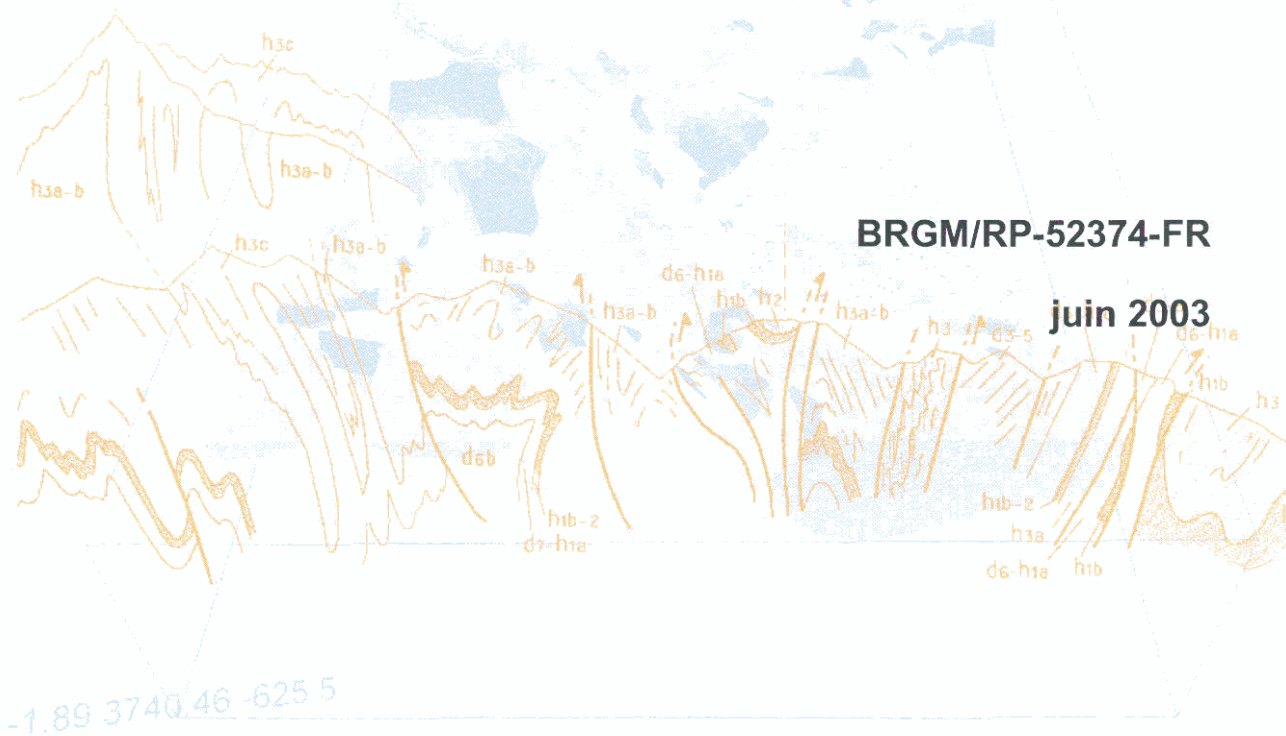 h3c
h3a-b
h3a-b
BRGM/RP-52374-FR
h3c
h3a-b
h3a-b
d6-h1a
h1b
h2
h3a-b
h3a-b
juin 2003
h3
d3-5
d6-h1a
h1b
h3
d6b
h1b-2
d7-h1a
h1b-2
h3a
d6-h1a
h1b
-1.89 3740.46 -625 5